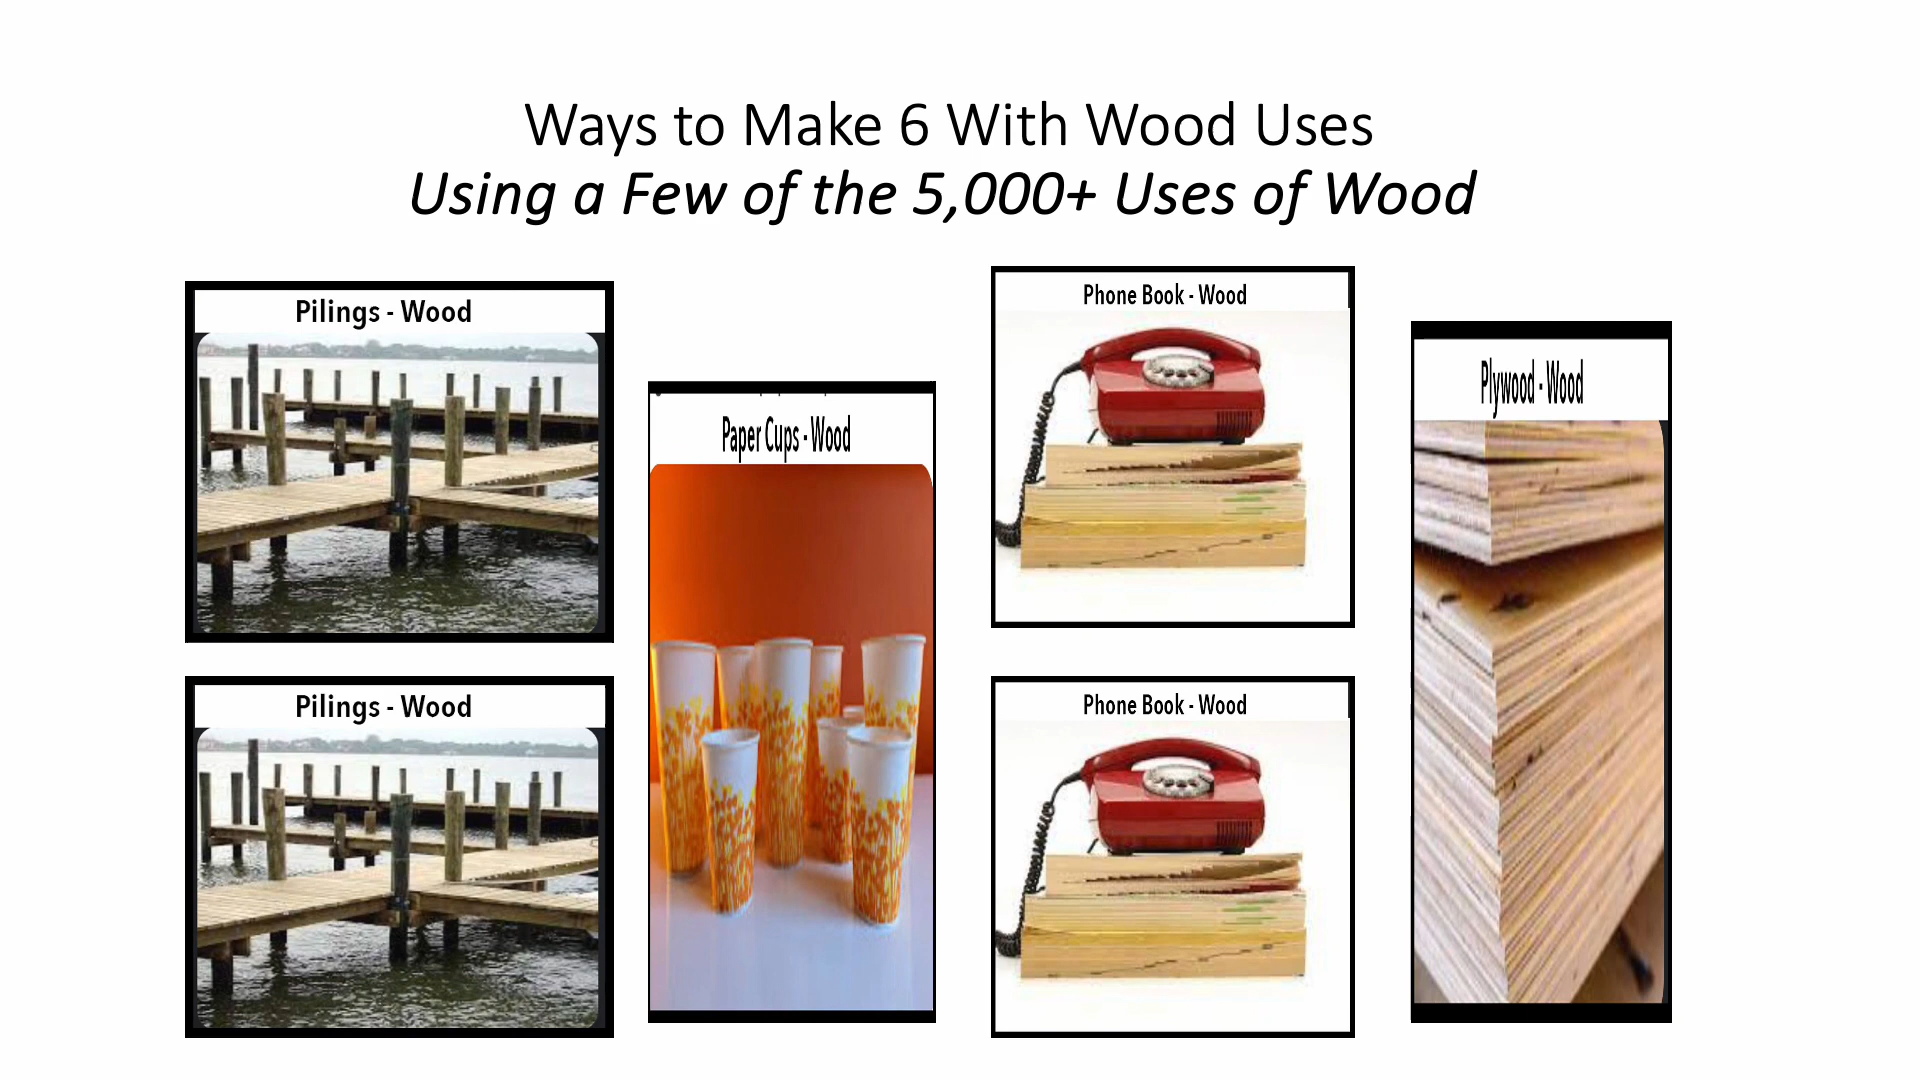 Ways to Make 6 With Wood Uses
Using a Few of the 5,000+ Uses of Wood
Pilings - Wood
Paper Cups - Wood
Phone Book - Wood
Plywood - Wood
Pilings - Wood
Phone Book - Wood